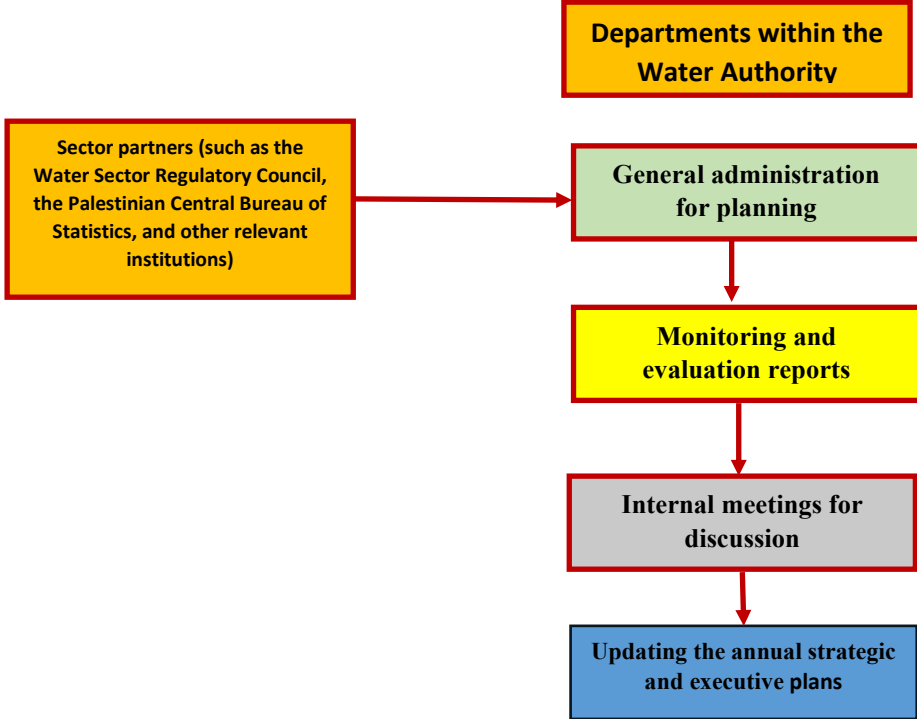 Departments within the
Water Authority
Sector partners (such as the
Water Sector Regulatory Council,
the Palestinian Central Bureau of
Statistics, and other relevant
institutions)
General administration
for planning
Monitoring and
evaluation reports
Internal meetings for
discussion
Updating the annual strategic
and executive plans